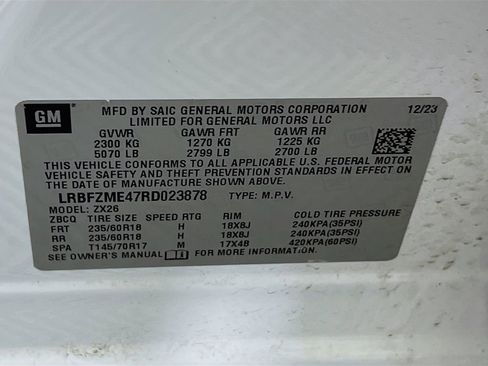 GM
MFD BY SAIC GENERAL MOTORS CORPORATION 12/23
LIMITED FOR GENERAL MOTORS LLC
GVWR GAWR FRT GAWR RR
2300 KG 1270 KG 1225 KG
5070 LB 2799 LB 2700 LB
THIS VEHICLE CONFORMS TO ALL APPLICABLE U.S. FEDERAL MOTOR
VEHICLE SAFETY AND THEFT PREVENTION STANDARDS IN EFFECT ON
THE DATE OF MANUFACTURE SHOWN ABOVE.
LRBFZME47RD023878 TYPE: M.P.V.
MODEL: ZX26
ZBCQ TIRE SIZE SPEED RTG RIM COLD TIRE PRESSURE
FRT 235/60R18 H 18X8J 240KPA(35PSI)
RR 235/60R18 H 18X8J 240KPA(35PSI)
SPA T145/70R17 M 17X4B 420KPA(60PSI)
SEE OWNER'S MANUAL